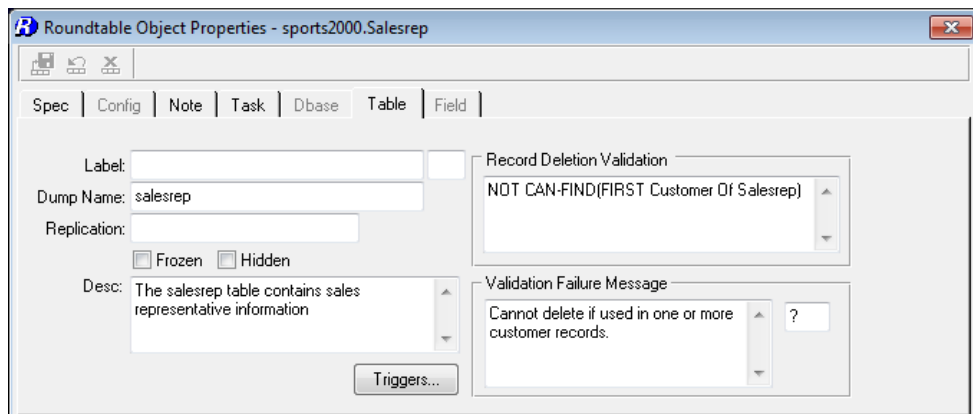 Roundtable Object Properties - sports2000.Salesrep
Spec Config Note Task Dbase Table Field
Label:
Dump Name: salesrep
Replication:
Frozen Hidden
Desc: The salesrep table contains sales
representative information
Triggers...
Record Deletion Validation
NOT CAN-FIND(FIRST Customer Of Salesrep)
Validation Failure Message
Cannot delete if used in one or more
customer records.
?